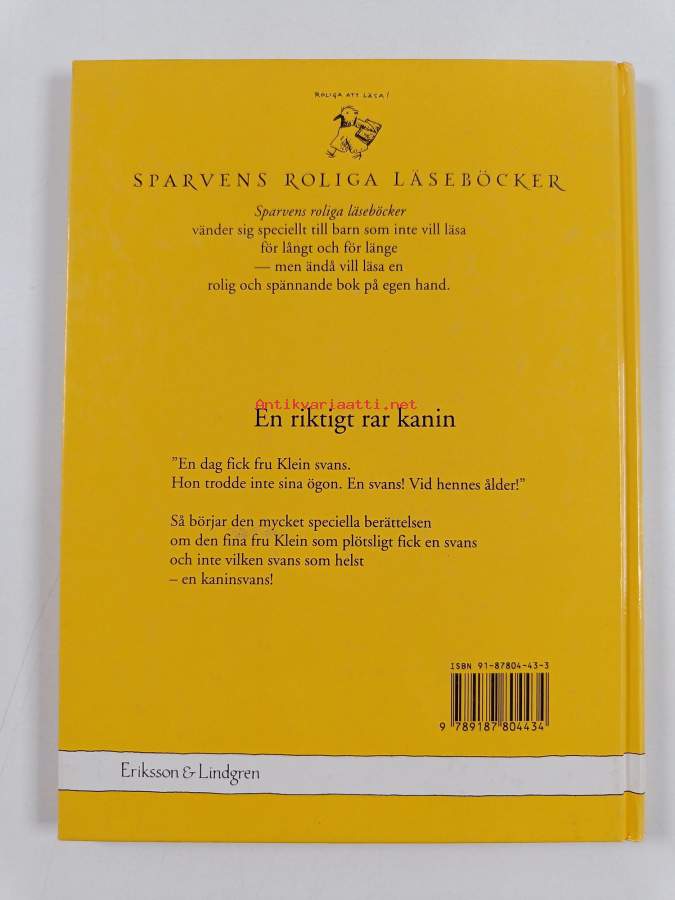 ROLIGA ATT LÄSA!
SPARVENS ROLIGA LÄSEBÖCKER
Sparvens roliga läseböcker
vänder sig speciellt till barn som inte vill läsa
för långt och för länge
— men ändå vill läsa en
rolig och spännande bok på egen hand.
Antikvariaatti.net
En riktigt rar kanin
”En dag fick fru Klein svans.
Hon trodde inte sina ögon. En svans! Vid hennes ålder!”
Så börjar den mycket speciella berättelsen
om den fina fru Klein som plötsligt fick en svans
och inte vilken svans som helst
– en kaninsvans!
ISBN 91-87804-43-3
9 789187 804434
Eriksson & Lindgren